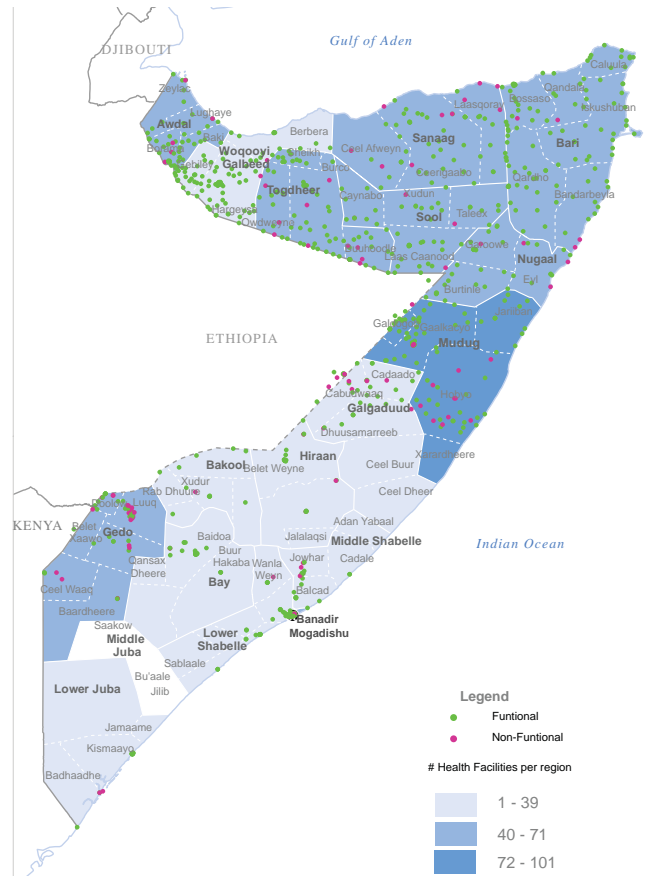 Gulf of Aden
DJIBOUTI
Zeylac
Lughaye
Awdal
Baki
Borama
Woqooyi
Galbeed
Gebiley
Hargeysa
Berbera
Sheikh
Burco
Togdheer
Owdweyne
Buuhoodle
Sanaag
Laasqoray
Ceel Afweyn
Ceerigaabo
Caynabo
Xudun
Sool
Taleex
Laas Caanood
Caluula
Qandala
Bossaso
Iskushuban
Bari
Qardho
Bandarbeyla
Garoowe
Nugaal
Eyl
Burtinle
Jariiban
Galdogob
Gaalkacyo
Mudug
Hobyo
Xarardheere
ETHIOPIA
Cadaado
Cabudwaaq
Galgaduud
Dhuusamarreeb
Ceel Buur
Ceel Dheer
Hiraan
Belet Weyne
Bakool
Xudur
Rab Dhuure
Jalalaqsi
Adan Yabaal
Middle Shabelle
Cadale
Jowhar
Balcad
Wanla
Weyn
Banadir
Mogadishu
Baidoa
Buur
Hakaba
Bay
Qansax
Dheere
KENYA
Doolow
Luuq
Belet
Xaawo
Gedo
Ceel Waaq
Baardheere
Saakow
Middle
Juba
Bu'aale
Jilib
Lower
Shabelle
Sablaale
Lower Juba
Jamaame
Kismaayo
Badhaadhe
Indian Ocean
Legend
Funtional
Non-Funtional
# Health Facilities per region
1 - 39
40 - 71
72 - 101